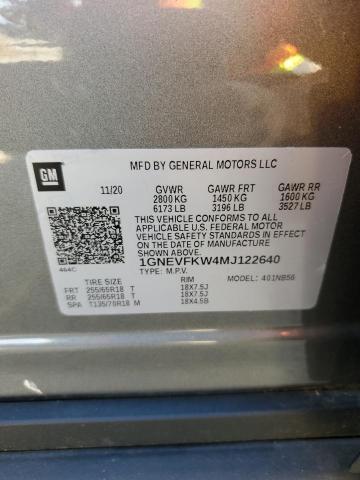 GM
MFD BY GENERAL MOTORS LLC
11/20 GVWR GAWR FRT GAWR RR
2800 KG 1450 KG 1600 KG
6173 LB 3196 LB 3527 LB
THIS VEHICLE CONFORMS TO ALL
APPLICABLE U.S. FEDERAL MOTOR
VEHICLE SAFETY STANDARDS IN
EFFECT ON THE DATE OF MANUFACTURE
SHOWN ABOVE.
1GNEVFKW4MJ122640
464C TYPE: M.P.V. MODEL: 401NB56
TIRE SIZE RIM
FRT 255/65R18 T 18X7.5J
RR 255/65R18 T 18X7.5J
SPA T135/70R18 M 18X4.5B